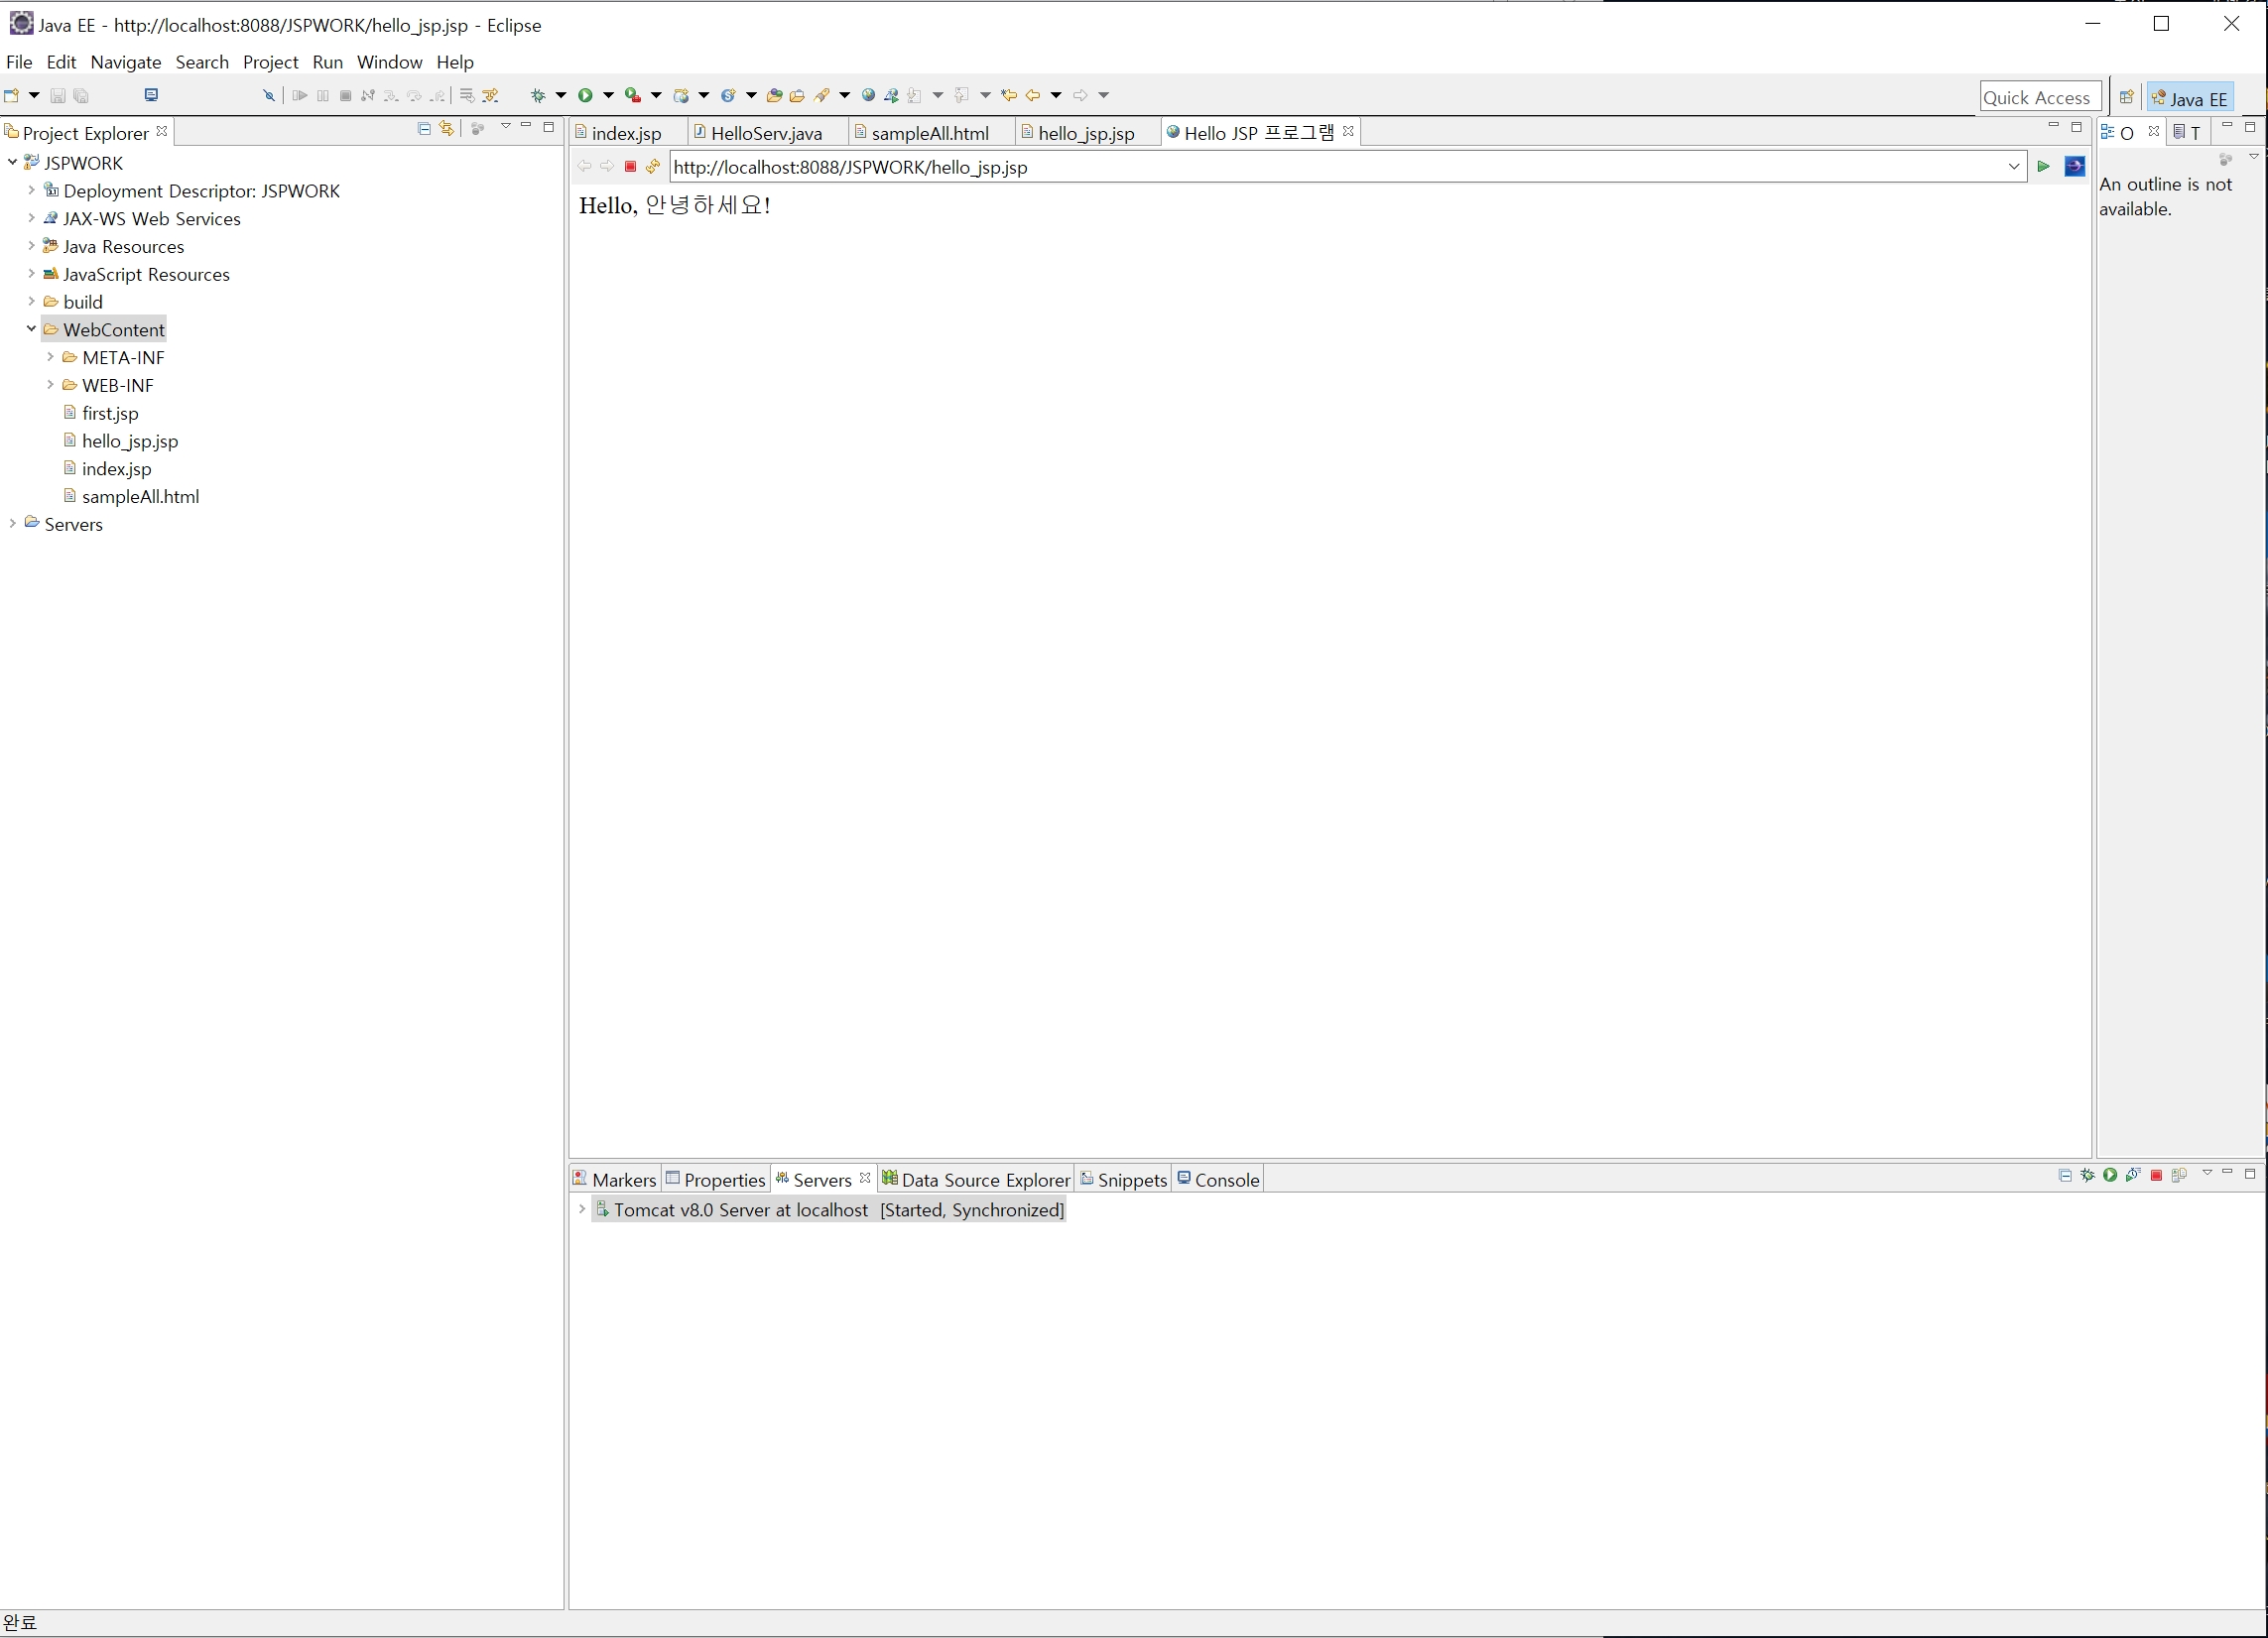 Java EE - http://localhost:8088/JSPWORK/hello_jsp.jsp - Eclipse
File Edit Navigate Search Project Run Window Help
Quick Access
Java EE
Project Explorer
JSPWORK
Deployment Descriptor: JSPWORK
JAX-WS Web Services
Java Resources
JavaScript Resources
build
WebContent
META-INF
WEB-INF
first.jsp
hello_jsp.jsp
index.jsp
sampleAll.html
Servers
index.jsp HelloServ.java sampleAll.html hello_jsp.jsp Hello JSP 프로그램
http://localhost:8088/JSPWORK/hello_jsp.jsp
Hello, 안녕하세요!
O T
An outline is not
available.
Markers Properties Servers Data Source Explorer Snippets Console
Tomcat v8.0 Server at localhost [Started, Synchronized]
완료